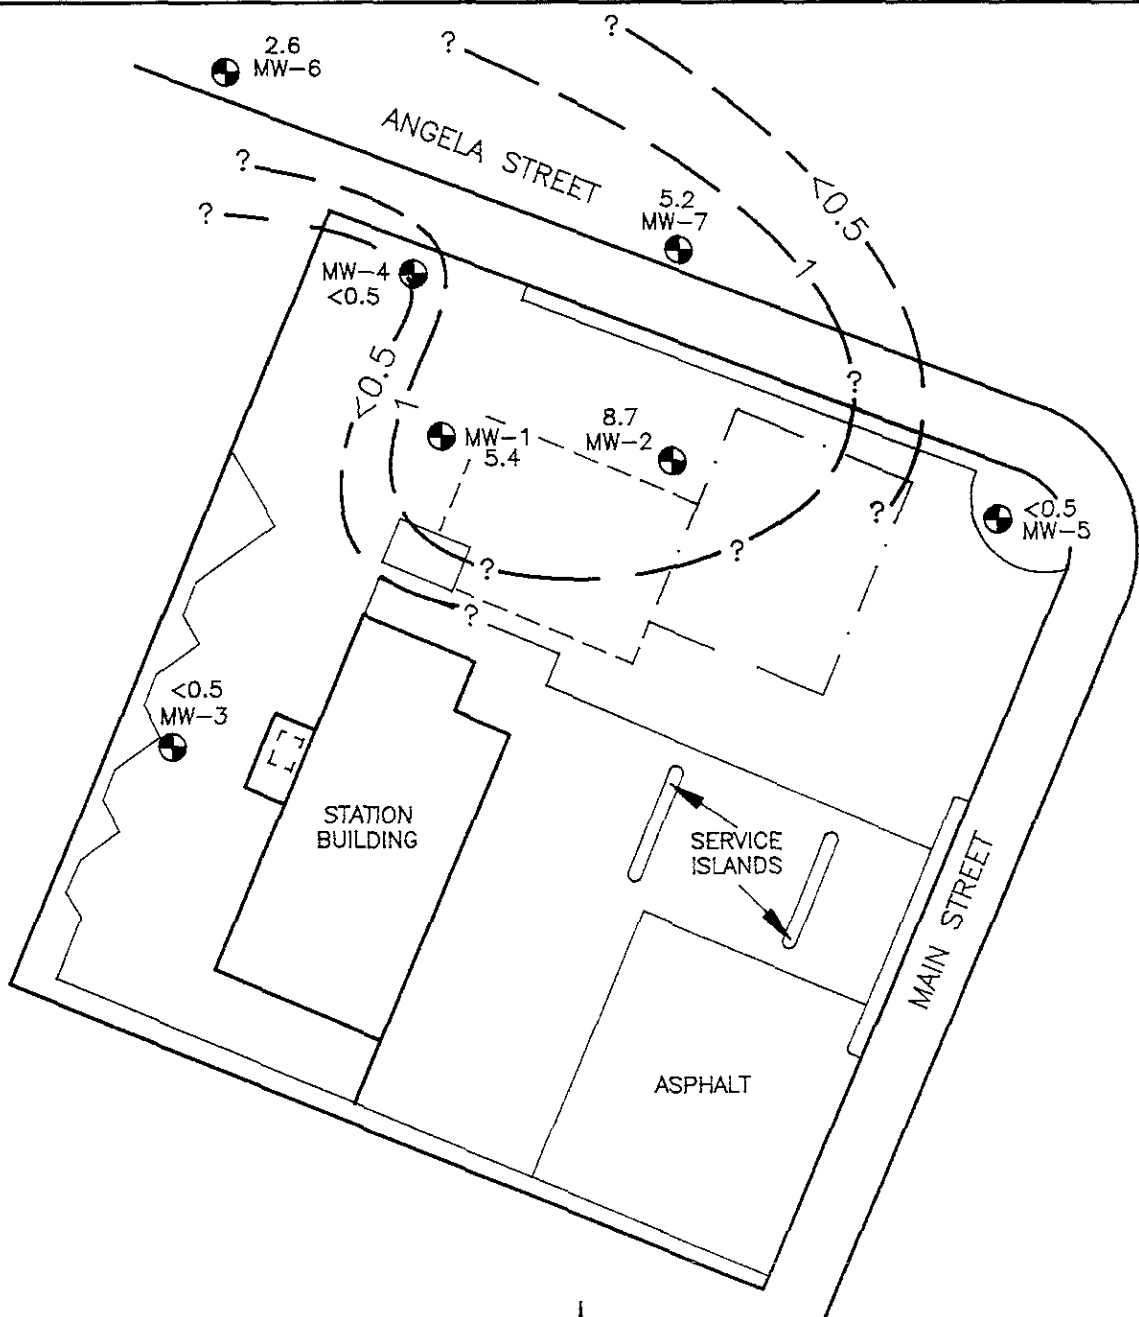 ?
?
2.6
MW-6
ANGELA STREET
?
?
5.2
MW-7
<0.5
1
MW-4
<0.5
<0.5
1
?
MW-1
5.4
8.7
MW-2
?
<0.5
MW-5
?
?
?
<0.5
MW-3
STATION
BUILDING
SERVICE
ISLANDS
MAIN STREET
ASPHALT